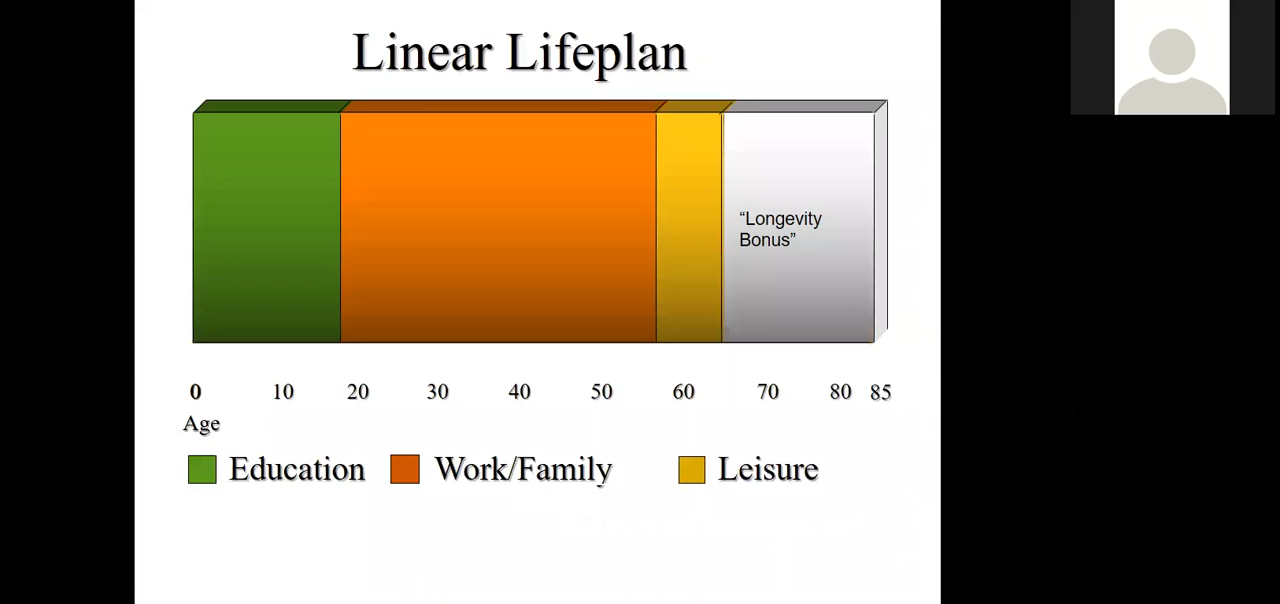 Linear Lifeplan
“Longevity
Bonus”
0 10 20 30 40 50 60 70 80 85
Age
Education Work/Family Leisure